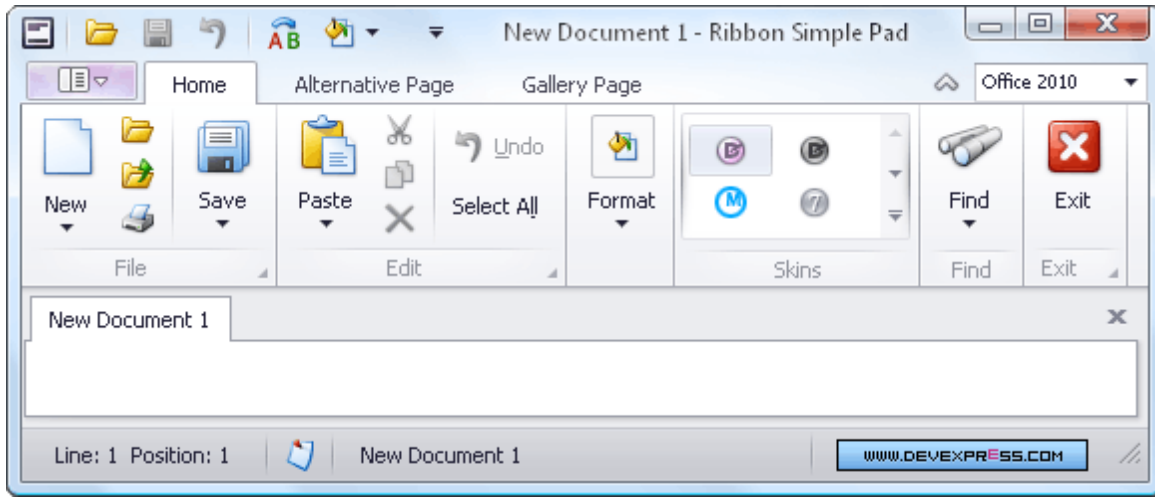 New Document 1 - Ribbon Simple Pad
Home Alternative Page Gallery Page Office 2010
New Save Paste Undo Select All Format Find Exit
File Edit Skins Find Exit
New Document 1
Line: 1 Position: 1 New Document 1 WWW.DEVEXPRESS.COM